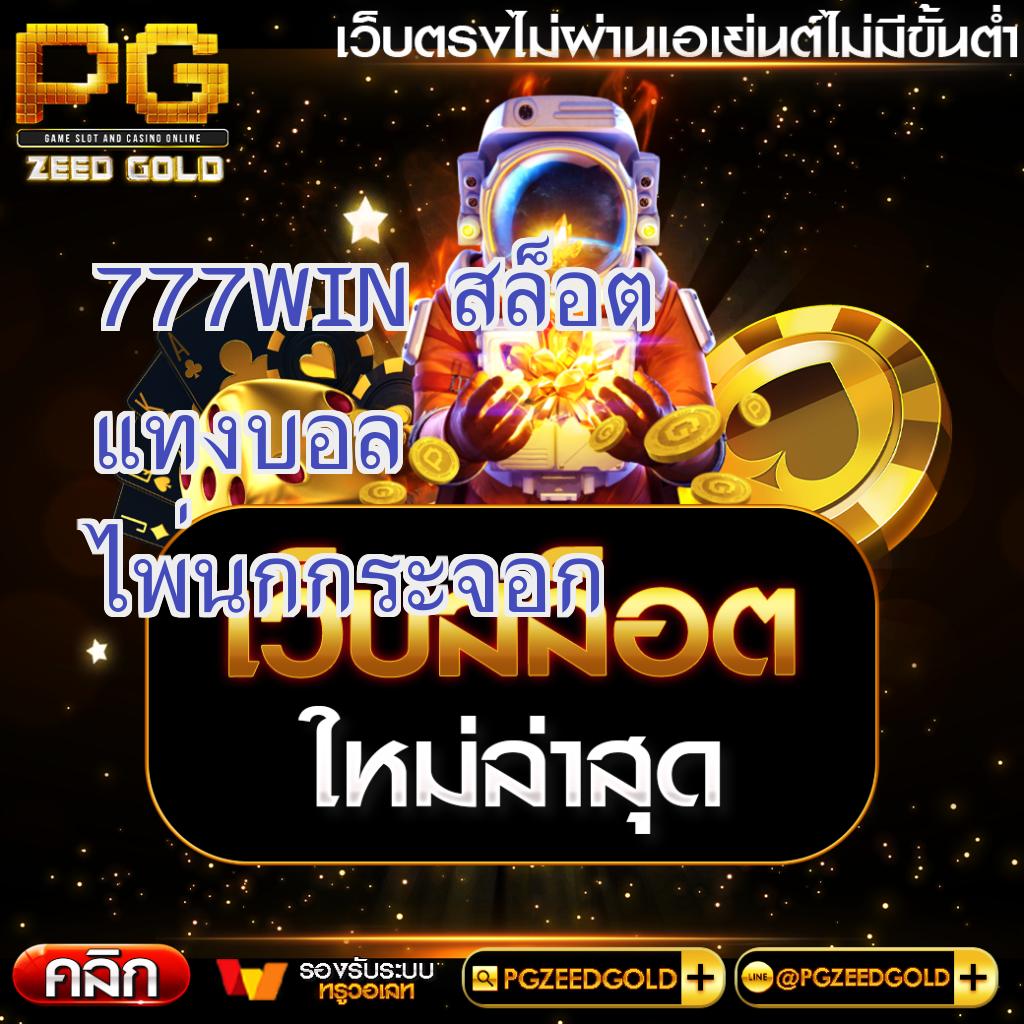 PG
เว็บตรงไม่ผ่านเอเย่นต์ไม่มีขั้นต่ำ
GAME SLOT AND CASINO ONLINE
ZEED GOLD
777WIN สล็อต
แทงบอล
ไพ่นกกระจอก
เว็บสล็อต
ใหม่ล่าสุด
คลิก
รองรับระบบ
ทรูวอเลท
PGZEEDGOLD +
LINE @PGZEEDGOLD +